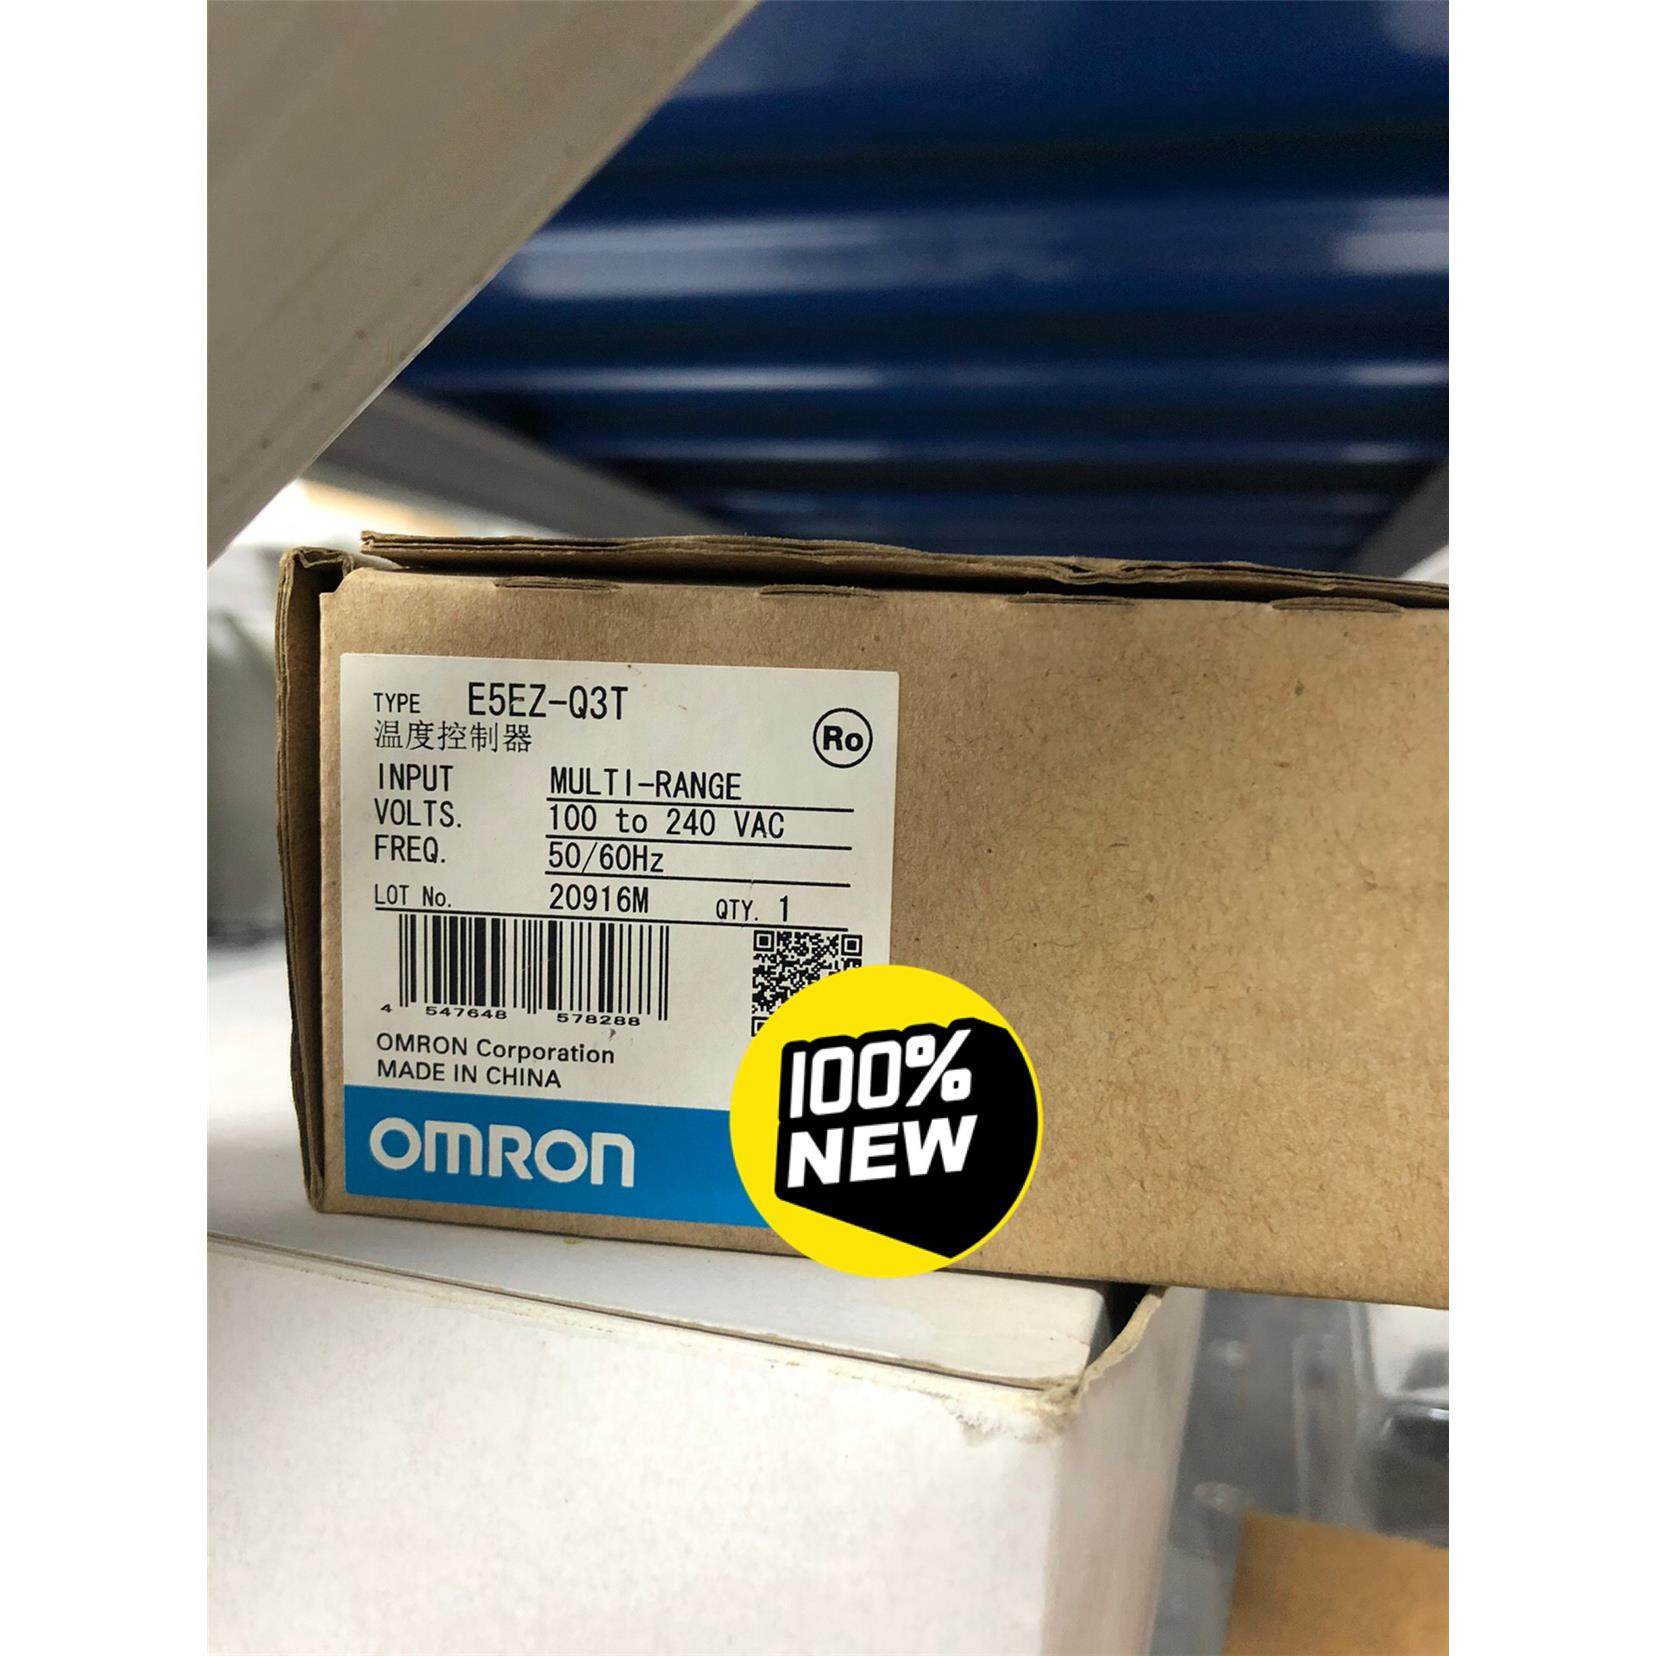 TYPE E5EZ-Q3T
温度控制器
Ro
INPUT MULTI-RANGE
VOLTS. 100 to 240 VAC
FREQ. 50/60Hz
LOT No. 20916M QTY. 1
4 547648 578288
OMRON Corporation
MADE IN CHINA
OMRON
100%
NEW